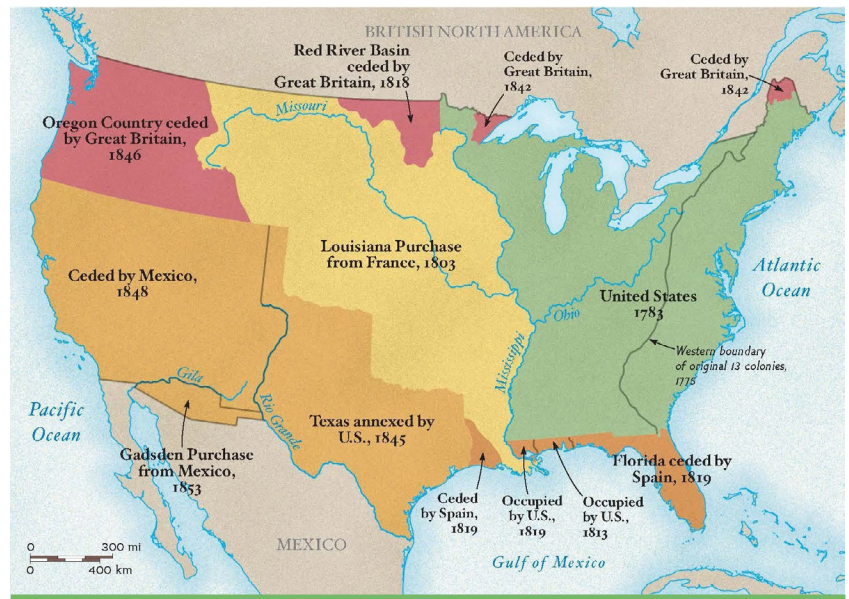 BRITISH NORTH AMERICA
Red River Basin
ceded by
Great Britain, 1818
Ceded by
Great Britain,
1842
Ceded by
Great Britain,
1842
Missouri
Oregon Country ceded
by Great Britain,
1846
Louisiana Purchase
from France, 1803
Ceded by Mexico,
1848
Atlantic
Ocean
United States
1783
Ohio
Mississippi
Western boundary
of original 13 colonies,
1775
Gila
Rio Grande
Pacific
Ocean
Texas annexed by
U.S., 1845
Gadsden Purchase
from Mexico,
1853
Florida ceded by
Spain, 1819
Ceded
by Spain,
1819
Occupied
by U.S.,
1819
Occupied
by U.S.,
1813
MEXICO
Gulf of Mexico
0 300 mi
0 400 km